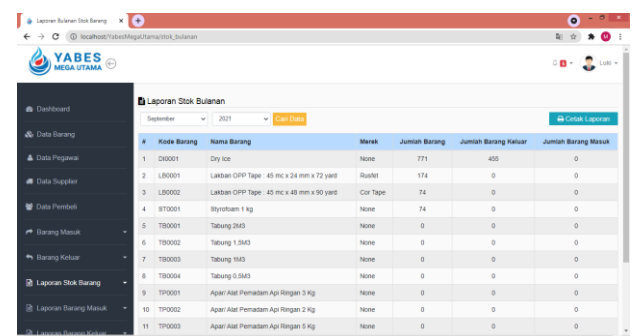 Laporan Bulanan Stok Barang
localhost/YabesMegaUtama/stok_bulanan
YABES
MEGA UTAMA
Luki
Dashboard
Data Barang
Data Pegawai
Data Supplier
Data Pembeli
Barang Masuk
Barang Keluar
Laporan Stok Barang
Laporan Barang Masuk
Laporan Barang Keluar
Laporan Stok Bulanan
September 2021 Cari Data Cetak Laporan
# Kode Barang Nama Barang Merek Jumlah Barang Jumlah Barang Keluar Jumlah Barang Masuk
1 DI0001 Dry Ice None 771 455 0
2 LB0001 Lakban OPP Tape : 45 mc x 24 mm x 72 yard Rusfet 174 0 0
3 LB0002 Lakban OPP Tape : 45 mc x 48 mm x 90 yard Cor Tape 74 0 0
4 ST0001 Styrofoam 1 kg None 74 0 0
5 TB0001 Tabung 2M3 None 0 0 0
6 TB0002 Tabung 1,5M3 None 0 0 0
7 TB0003 Tabung 1M3 None 0 0 0
8 TB0004 Tabung 0,5M3 None 0 0 0
9 TP0001 Apar/ Alat Pemadam Api Ringan 3 Kg None 0 0 0
10 TP0002 Apar/ Alat Pemadam Api Ringan 2 Kg None 0 0 0
11 TP0003 Apar/ Alat Pemadam Api Ringan 5 Kg None 0 0 0